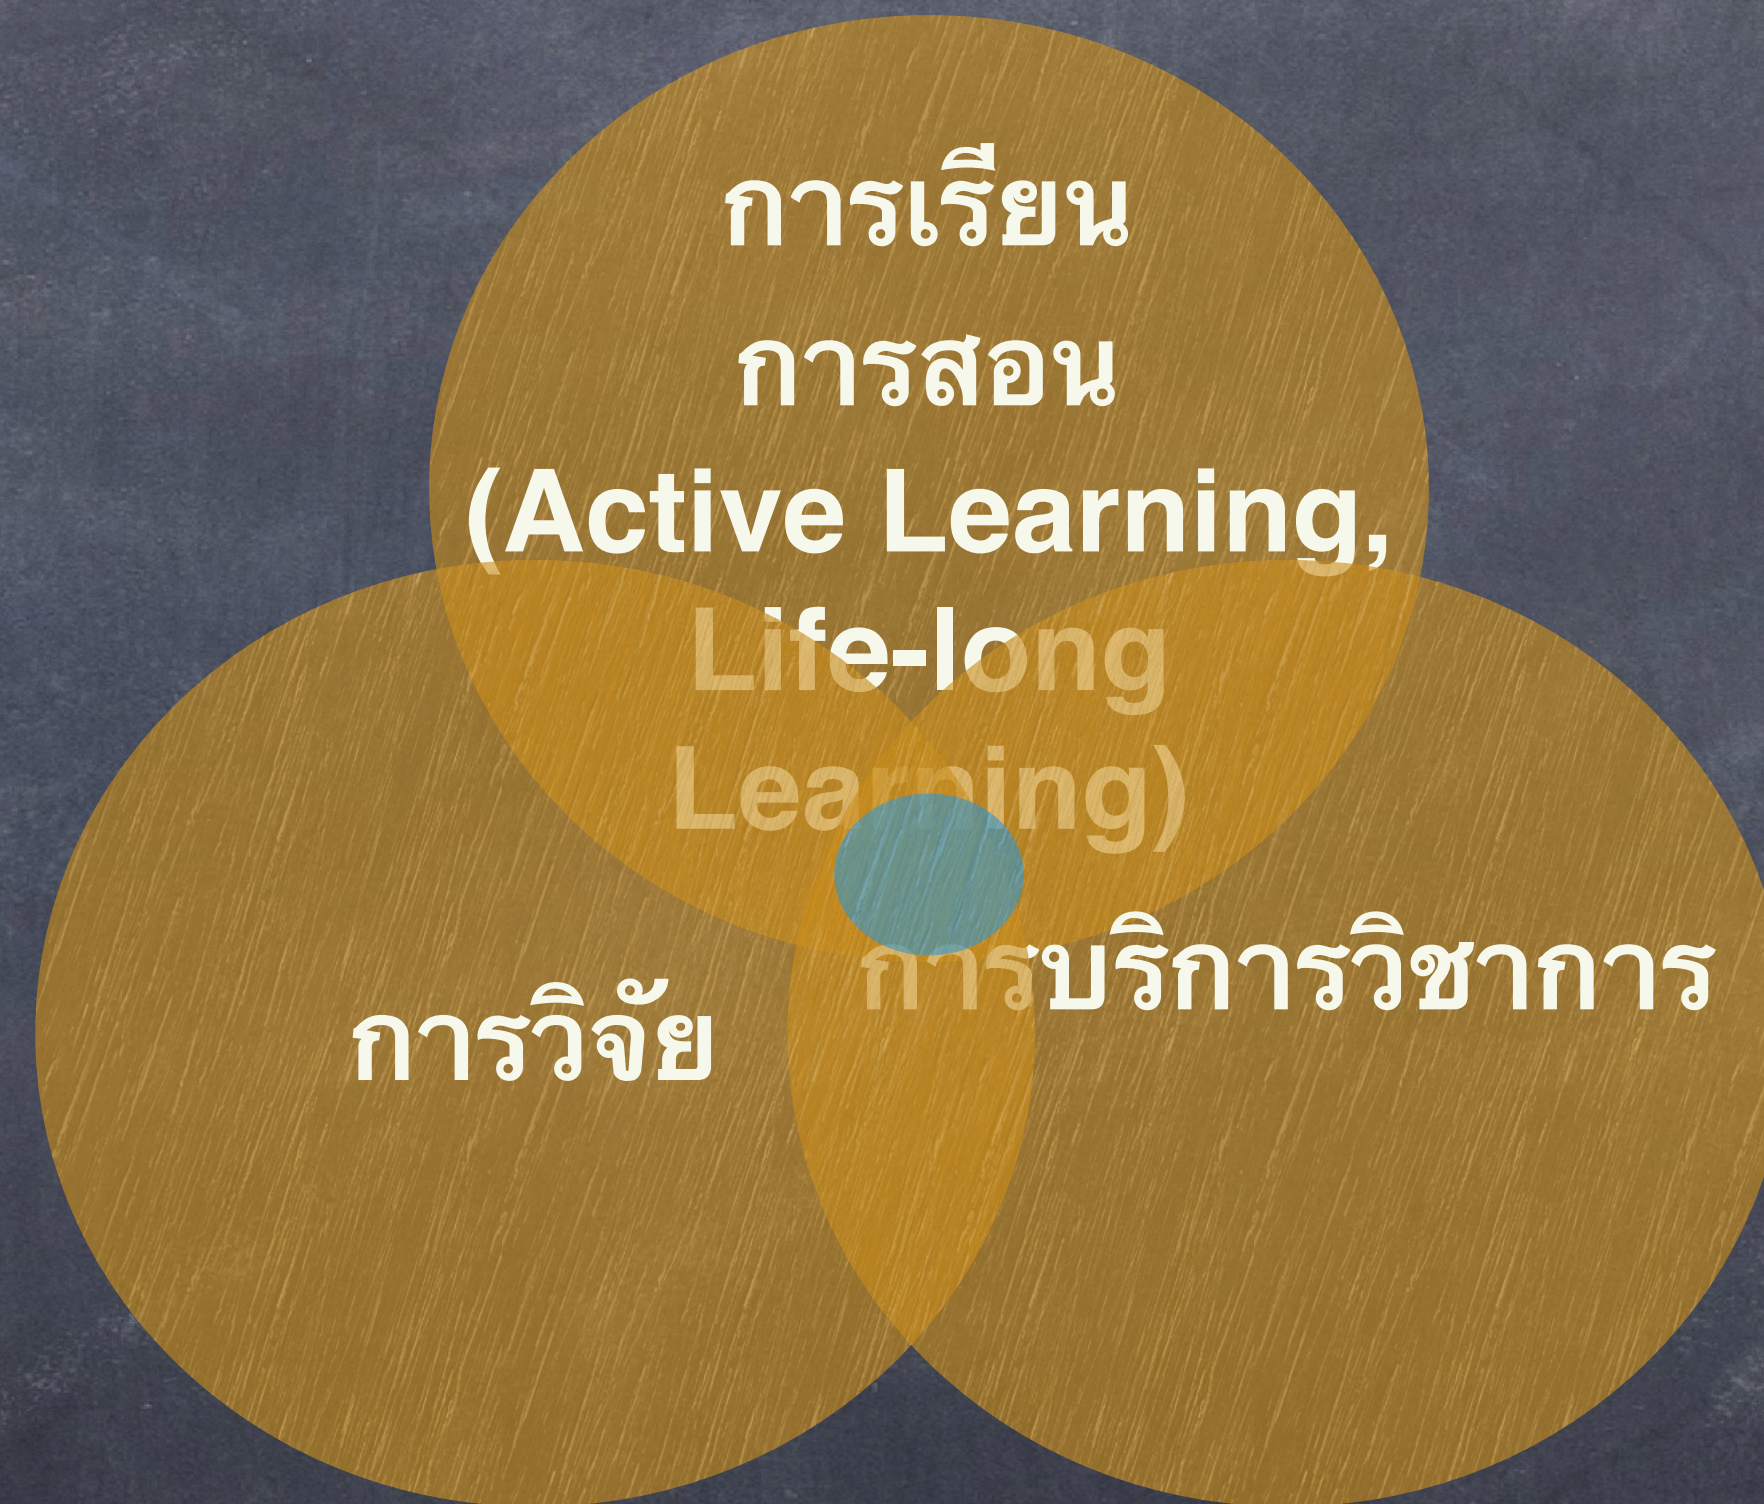 การเรียน
การสอน
(Active Learning,
Life-long
Learning)
การบริการวิชาการ
การวิจัย